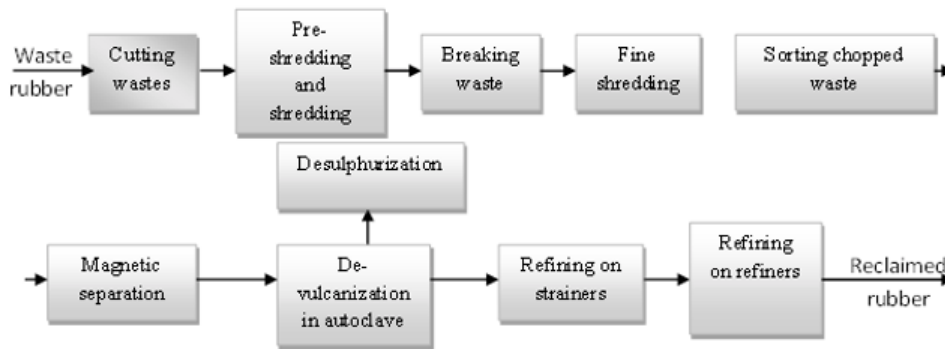 Waste
rubber
Cutting
wastes
Pre-
shredding
and
shredding
Breaking
waste
Fine
shredding
Sorting chopped
waste
Desulphurization
Magnetic
separation
De-
vulcanization
in autoclave
Refining on
strainers
Refining
on refiners
Reclaimed
rubber